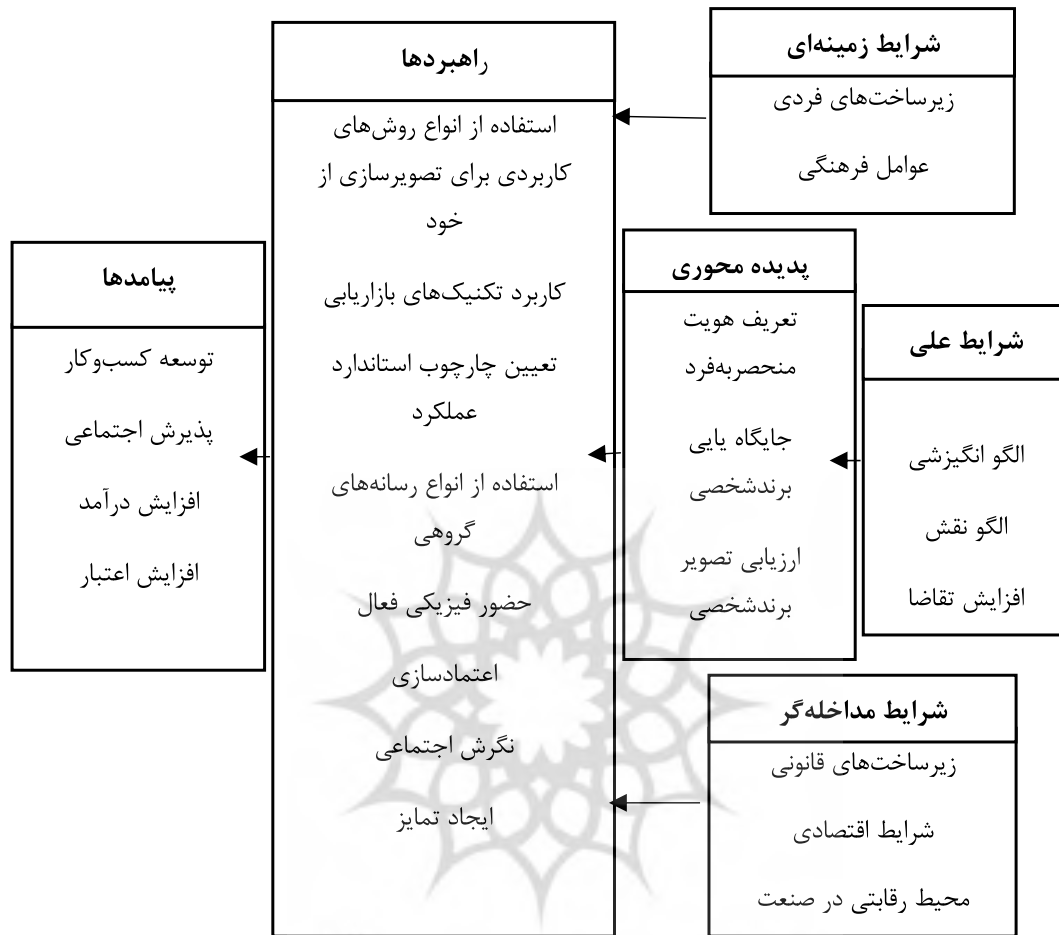 شرایط زمینه‌ای
زیرساخت‌های فردی
عوامل فرهنگی
شرایط علی
الگو انگیزشی
الگو نقش
افزایش تقاضا
پدیده محوری
تعریف هویت
منحصربه‌فرد
جایگاه یایی
برندشخصی
ارزیابی تصویر
برندشخصی
شرایط مداخله‌گر
زیرساخت‌های قانونی
شرایط اقتصادی
محیط رقابتی در صنعت
راهبردها
استفاده از انواع روش‌های
کاربردی برای تصویرسازی از
خود
کاربرد تکنیک‌های بازاریابی
تعیین چارچوب استاندارد
عملکرد
استفاده از انواع رسانه‌های
گروهی
حضور فیزیکی فعال
اعتمادسازی
نگرش اجتماعی
ایجاد تمایز
پیامدها
توسعه کسب‌وکار
پذیرش اجتماعی
افزایش درآمد
افزایش اعتبار